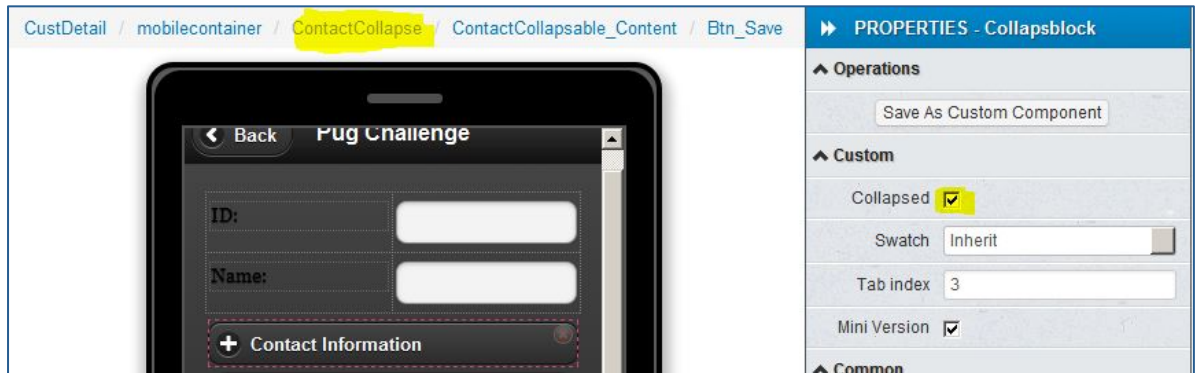 CustDetail / mobilecontainer / ContactCollapse / ContactCollapsable_Content / Btn_Save
Back
Pug Challenge
ID:
Name:
Contact Information
PROPERTIES - Collapsblock
Operations
Save As Custom Component
Custom
Collapsed
Swatch Inherit
Tab index 3
Mini Version
Common